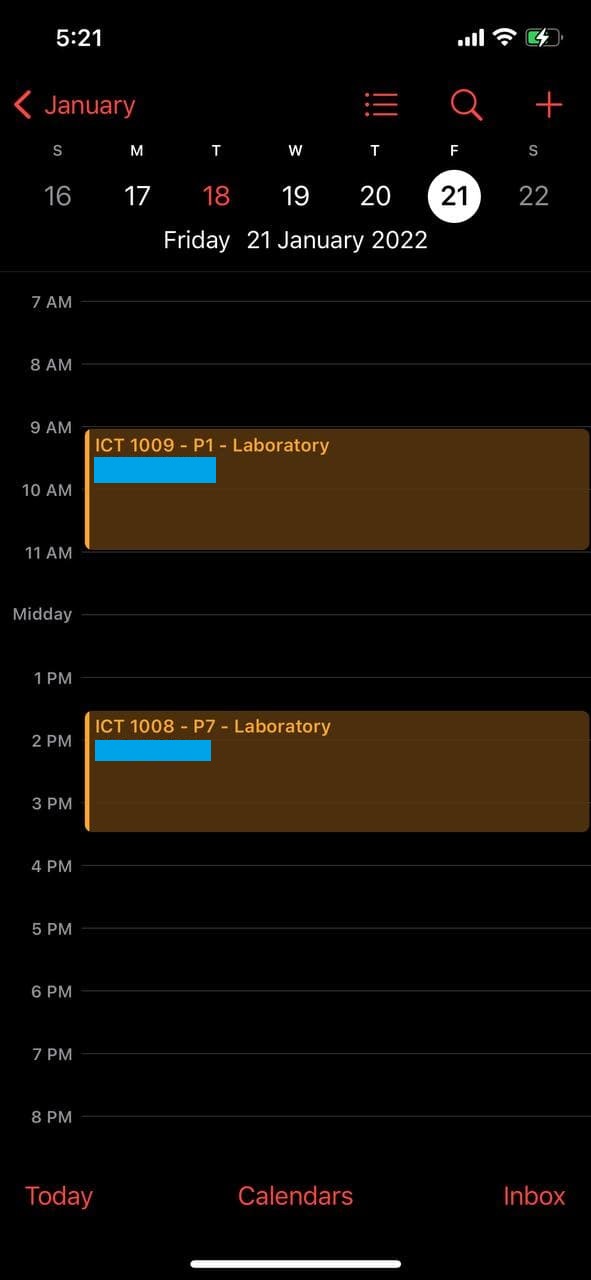 5:21
January
S M T W T F S
16 17 18 19 20 21 22
Friday 21 January 2022
7 AM
8 AM
9 AM
ICT 1009 - P1 - Laboratory
10 AM
11 AM
Midday
1 PM
ICT 1008 - P7 - Laboratory
2 PM
3 PM
4 PM
5 PM
6 PM
7 PM
8 PM
Today Calendars Inbox